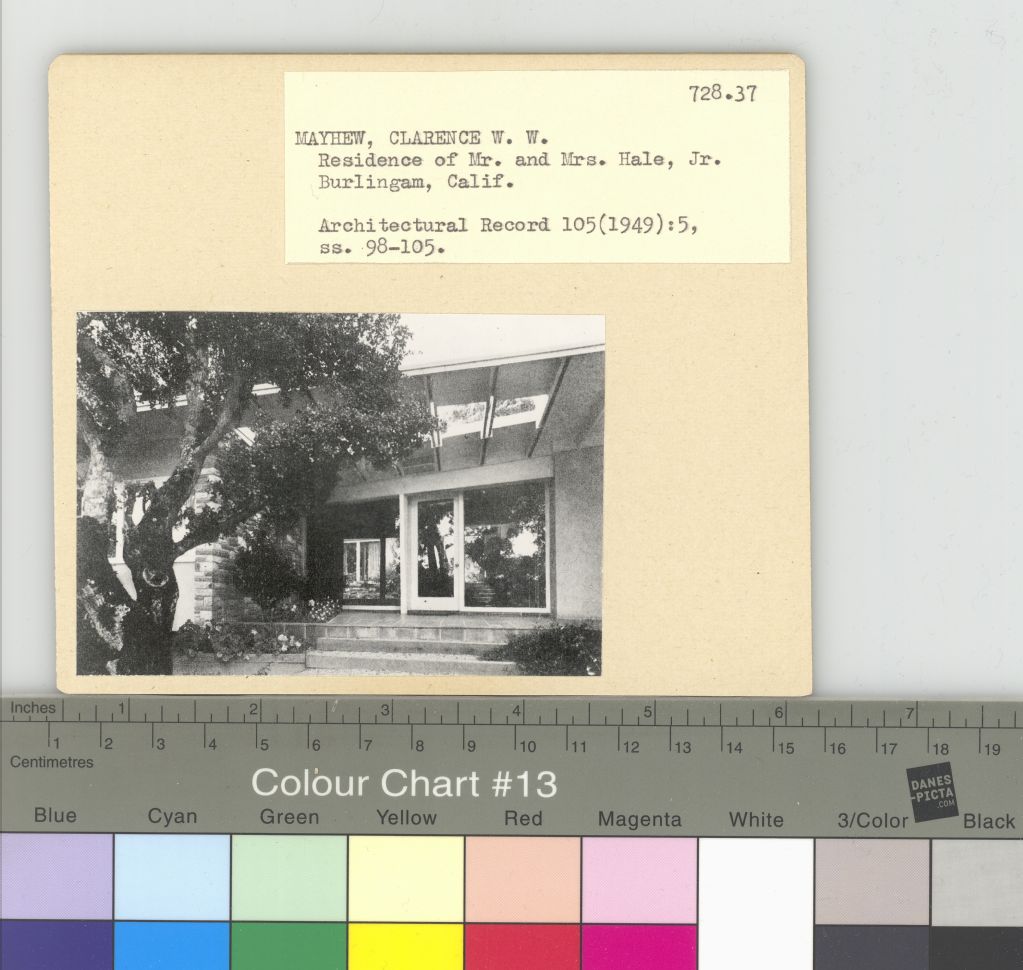 728.37
MAYHEW, CLARENCE W. W.
Residence of Mr. and Mrs. Hale, Jr.
Burlingam, Calif.
Architectural Record 105(1949):5,
ss. 98-105.
Inches 1 2 3 4 5 6 7
1 2 3 4 5 6 7 8 9 10 11 12 13 14 15 16 17 18 19
Centimetres
Colour Chart #13
DANES
-PICTA
.COM
Blue Cyan Green Yellow Red Magenta White 3/Color Black